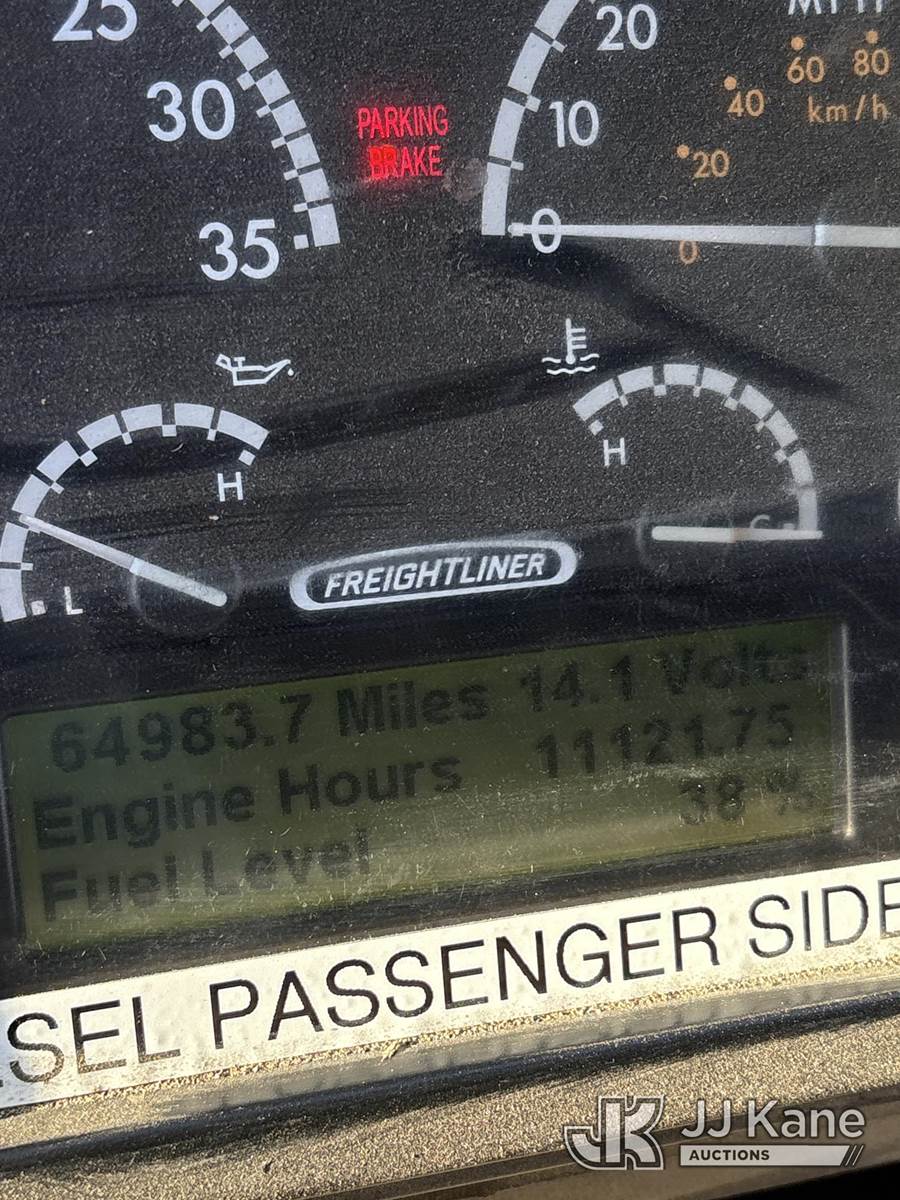 25
30
35
PARKING
BRAKE
20
10
0
80
60
40
km/h
20
0
H
L
H
C
FREIGHTLINER
64983.7 Miles 14.1 Volts
Engine Hours 11121.75
Fuel Level 38 %
SEL PASSENGER SIDE
JK JJ Kane
AUCTIONS